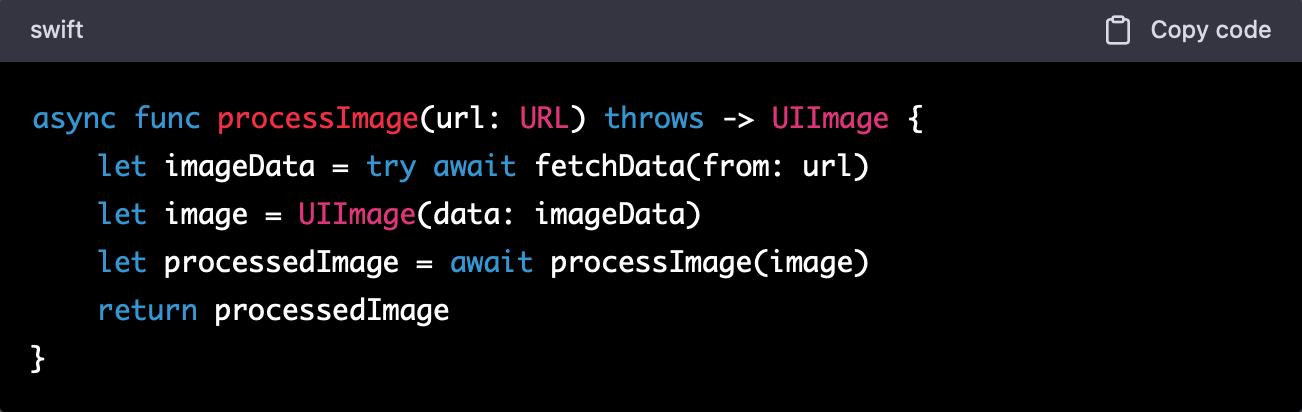 swift
Copy code
async func processImage(url: URL) throws -> UIImage {
    let imageData = try await fetchData(from: url)
    let image = UIImage(data: imageData)
    let processedImage = await processImage(image)
    return processedImage
}